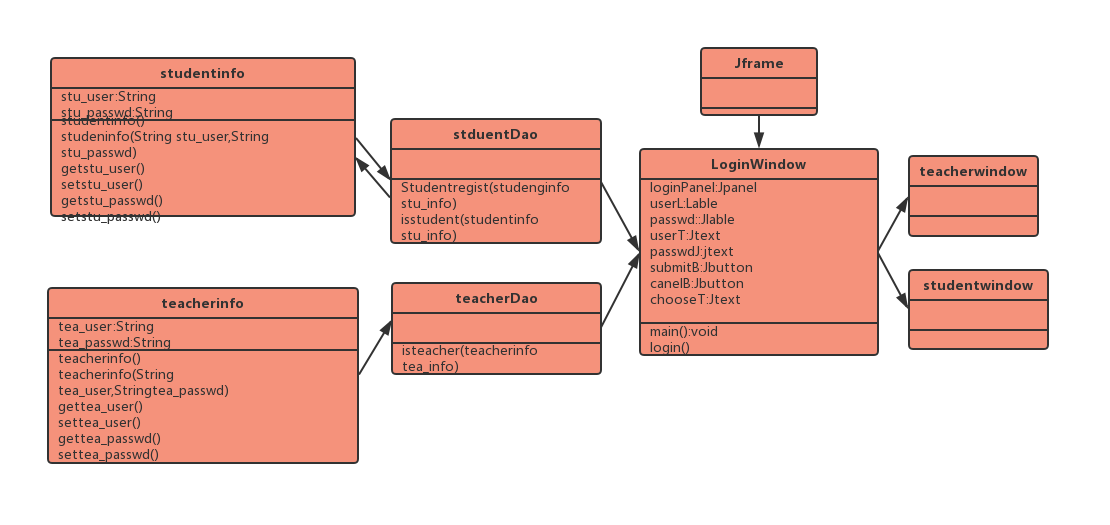 studentinfo
stu_user:String
stu_passwd:String
studentinfo()
studeninfo(String stu_user,String
stu_passwd)
getstu_user()
setstu_user()
getstu_passwd()
setstu_passwd()
stduentDao
Studentregist(studenginfo
stu_info)
isstudent(studentinfo
stu_info)
Jframe
LoginWindow
loginPanel:Jpanel
userL:Lable
passwd:Jlable
userT:Jtext
passwdJ:jtext
submitB:Jbutton
canelB:Jbutton
chooseT:Jtext
main():void
login()
teacherwindow
studentwindow
teacherinfo
tea_user:String
tea_passwd:String
teacherinfo()
teacherinfo(String
tea_user,Stringtea_passwd)
gettea_user()
settea_user()
gettea_passwd()
settea_passwd()
teacherDao
isteacher(teacherinfo
tea_info)